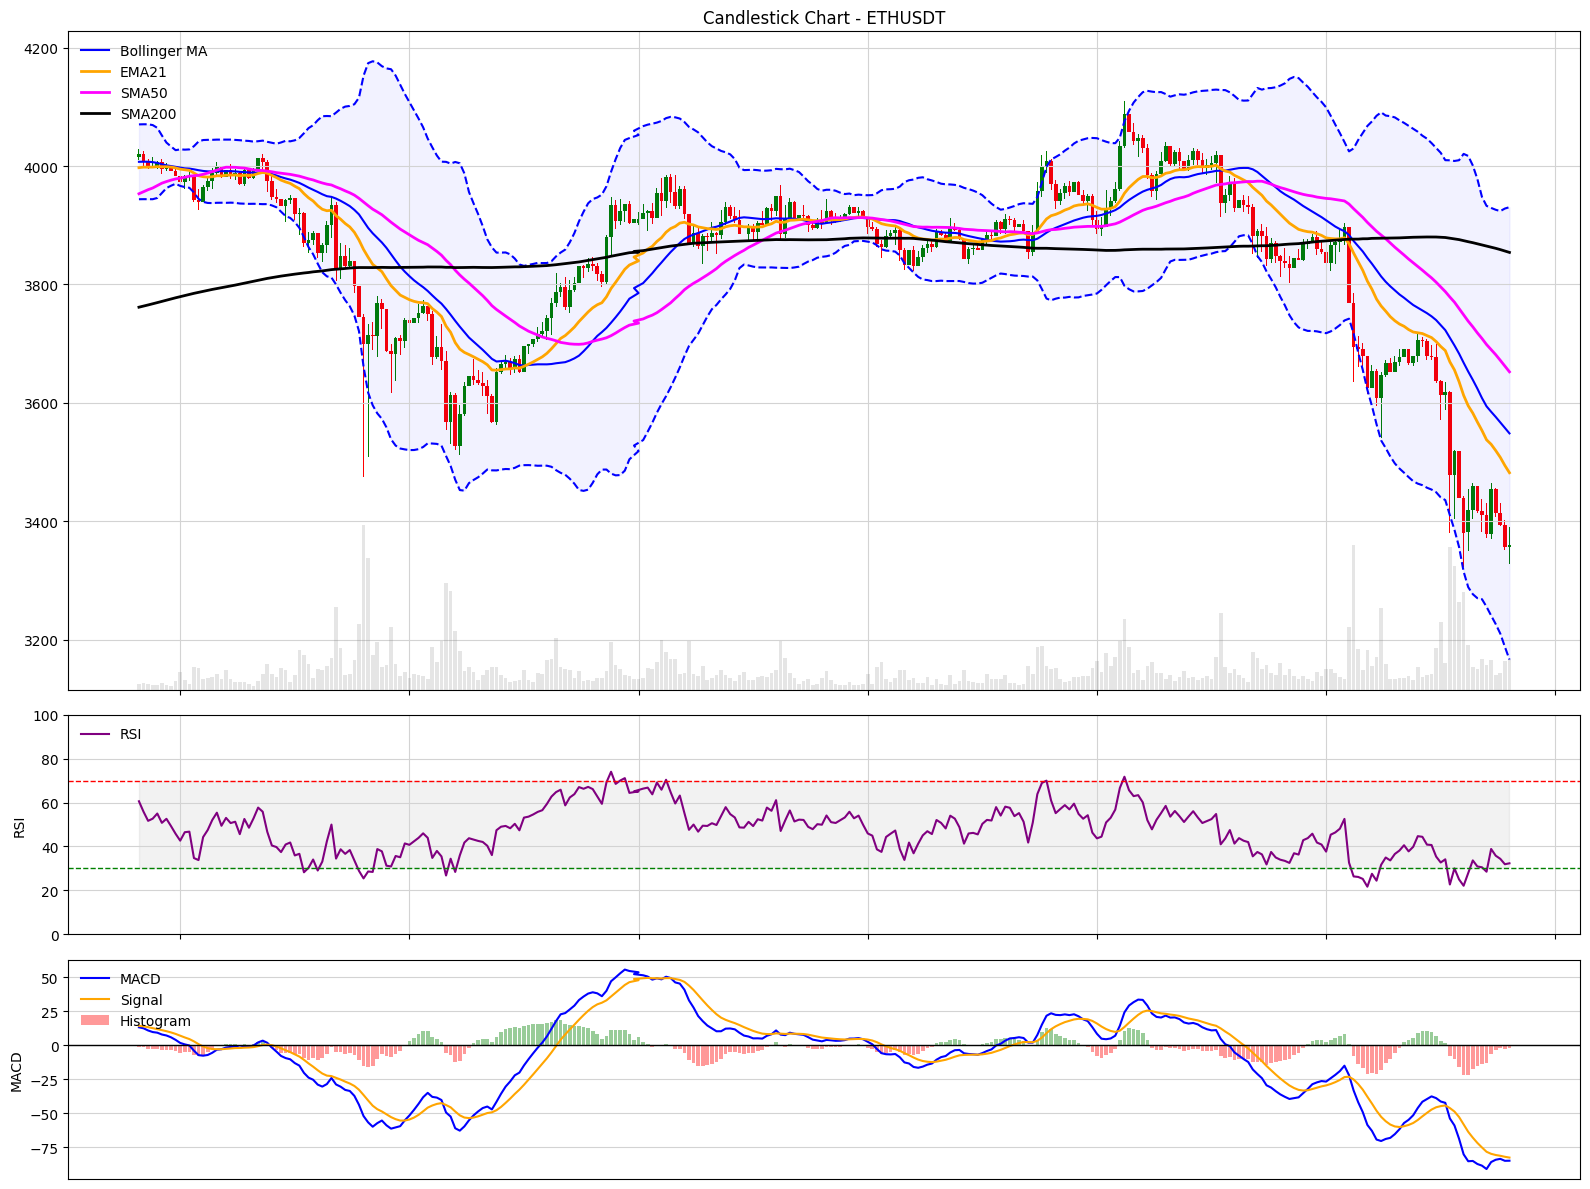 Candlestick Chart - ETHUSDT
4200
4000
3800
3600
3400
3200
Bollinger MA
EMA21
SMA50
SMA200
100
80
60
40
20
0
RSI
RSI
50
25
0
−25
−50
−75
MACD
MACD
Signal
Histogram